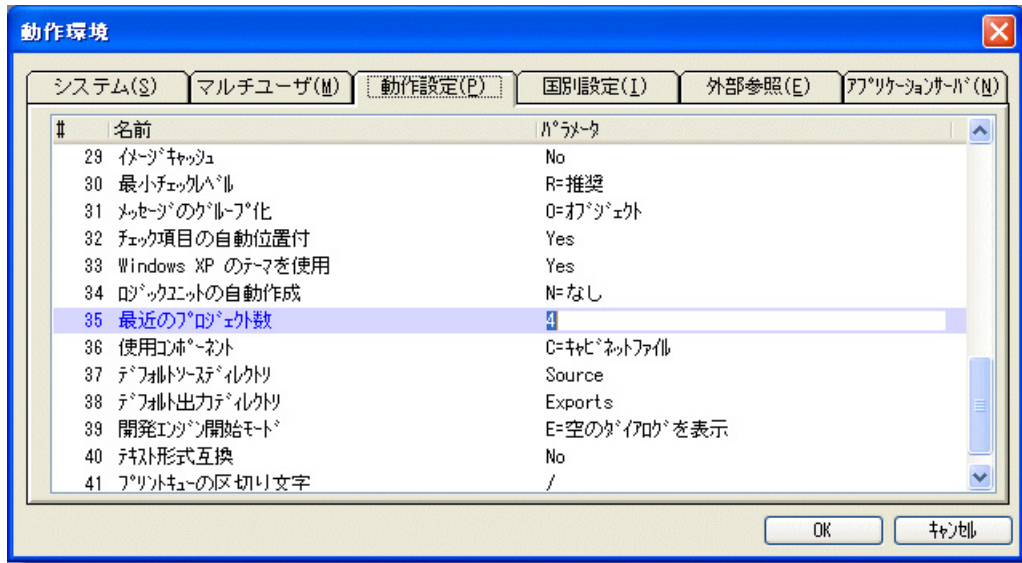 動作環境
システム(S) マルチユーザ(M) 動作設定(P) 国別設定(I) 外部参照(E) アプリケーションサーバ(N)
# 名前 パラメータ
29 イメージキャッシュ No
30 最小チェックレベル R=推奨
31 メッセージのグループ化 O=オブジェクト
32 チェック項目の自動位置付 Yes
33 Windows XP のテーマを使用 Yes
34 ロジックユニットの自動作成 N=なし
35 最近のプロジェクト数 4
36 使用コンポーネント C=キャビネットファイル
37 デフォルトソースディレクトリ Source
38 デフォルト出力ディレクトリ Exports
39 開発エンジン開始モード E=空のダイアログを表示
40 テキスト形式互換 No
41 プリントキューの区切り文字 /
OK キャンセル